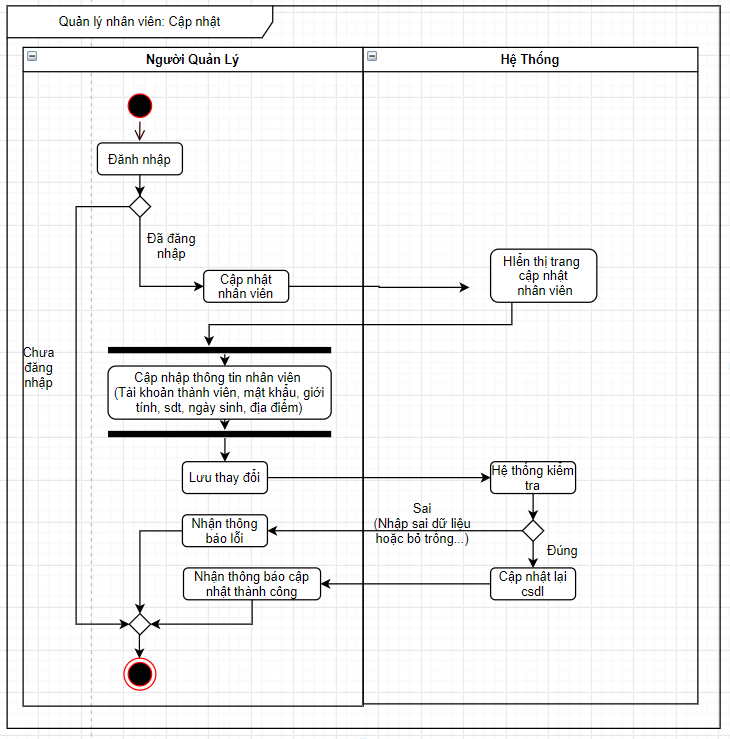 Quản lý nhân viên: Cập nhật
Người Quản Lý
Hệ Thống
Đănh nhập
Đã đăng
nhập
Cập nhật
nhân viên
HIển thị trang
cập nhật
nhân viên
Chưa
đăng
nhập
Cập nhập thông tin nhân viên
(Tài khoản thành viên, mật khẩu, giới
tính, sdt, ngày sinh, địa điểm)
Lưu thay đổi
Hệ thống kiểm
tra
Sai
(Nhập sai dữ liệu
hoặc bỏ trống...)
Nhận thông
báo lỗi
Đúng
Nhận thông báo cập
nhật thành công
Cập nhật lại
csdl